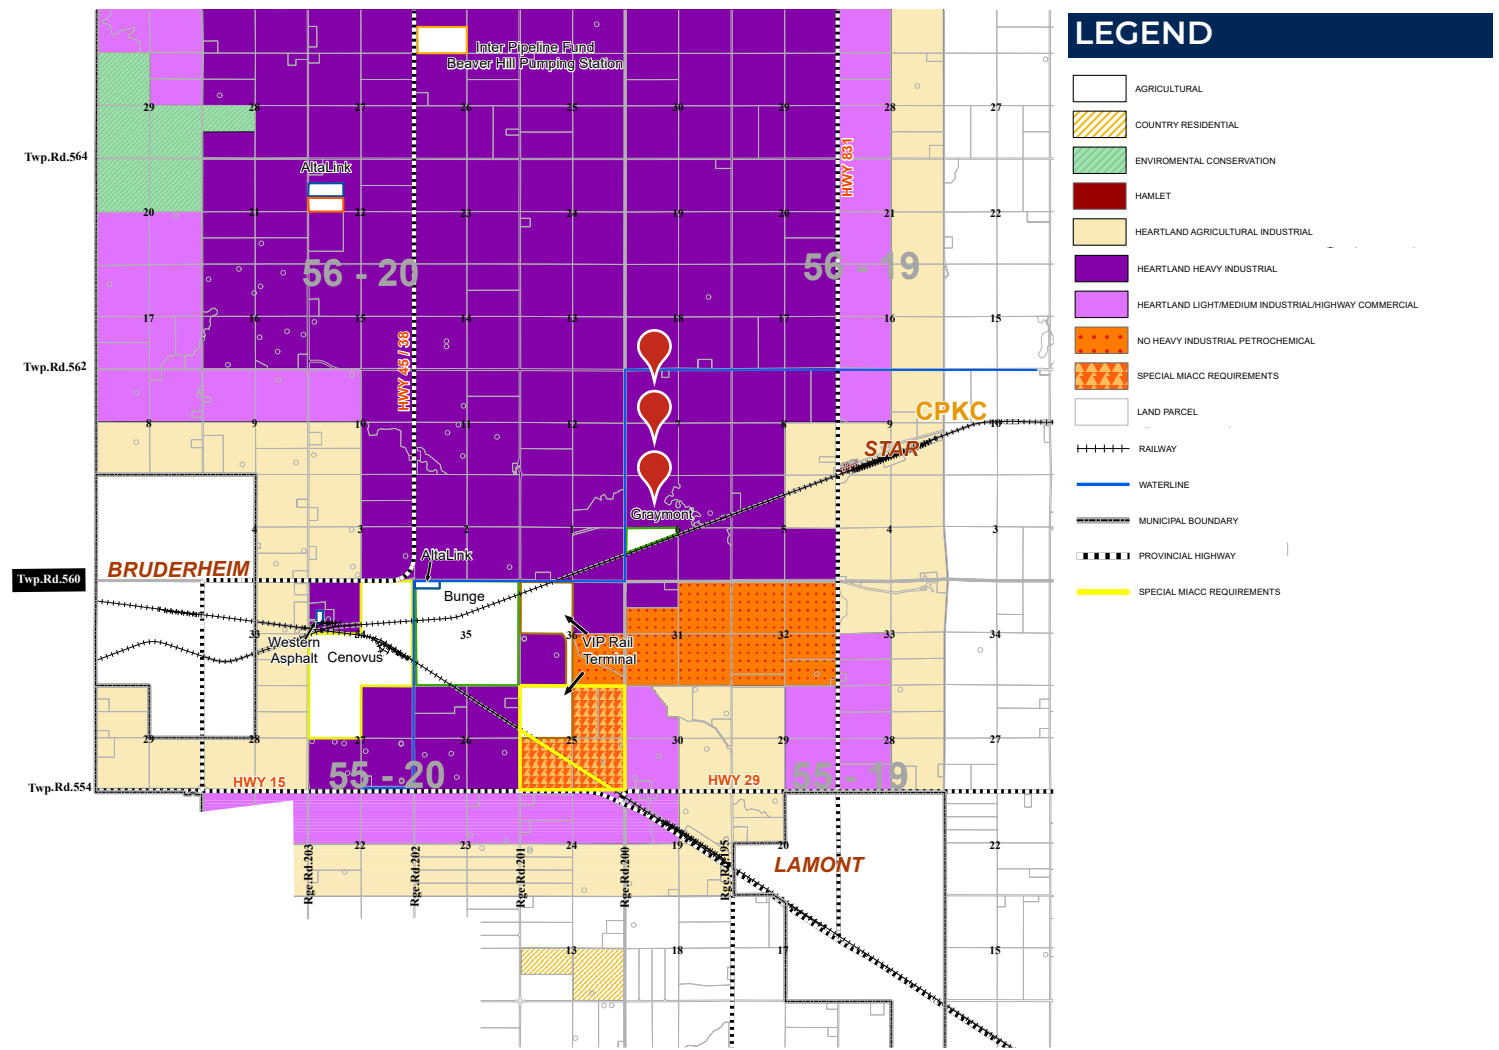 LEGEND
AGRICULTURAL
COUNTRY RESIDENTIAL
ENVIROMENTAL CONSERVATION
HAMLET
HEARTLAND AGRICULTURAL INDUSTRIAL
HEARTLAND HEAVY INDUSTRIAL
HEARTLAND LIGHT/MEDIUM INDUSTRIAL/HIGHWAY COMMERCIAL
NO HEAVY INDUSTRIAL PETROCHEMICAL
SPECIAL MIACC REQUIREMENTS
LAND PARCEL
RAILWAY
WATERLINE
MUNICIPAL BOUNDARY
PROVINCIAL HIGHWAY
SPECIAL MIACC REQUIREMENTS
Inter Pipeline Fund
Beaver Hill Pumping Station
29 28 27 26 25 30 29 28 27
Twp.Rd.564
HWY 831
AltaLink
20 21 22 23 24 19 20 21 22
56 - 20
56 - 19
17 16 15 14 13 18 17 16 15
Twp.Rd.562
HWY 45 / 38
CPKC
8 9 10 11 12 7 8 9 10
STAR
Graymont
4 3 2 1 6 5 4 3
AltaLink
BRUDERHEIM
Twp.Rd.560
Bunge
33 34 35 36 31 32 33 34
Western
Asphalt
Cenovus
VIP Rail
Terminal
29 28 27 26 25 30 29 28 27
55 - 20
55 - 19
HWY 15
HWY 29
Twp.Rd.554
22 24 19 20 22
Rge.Rd.203
Rge.Rd.202
Rge.Rd.201
Rge.Rd.200
Rge.Rd.195
LAMONT
13 18 17 15